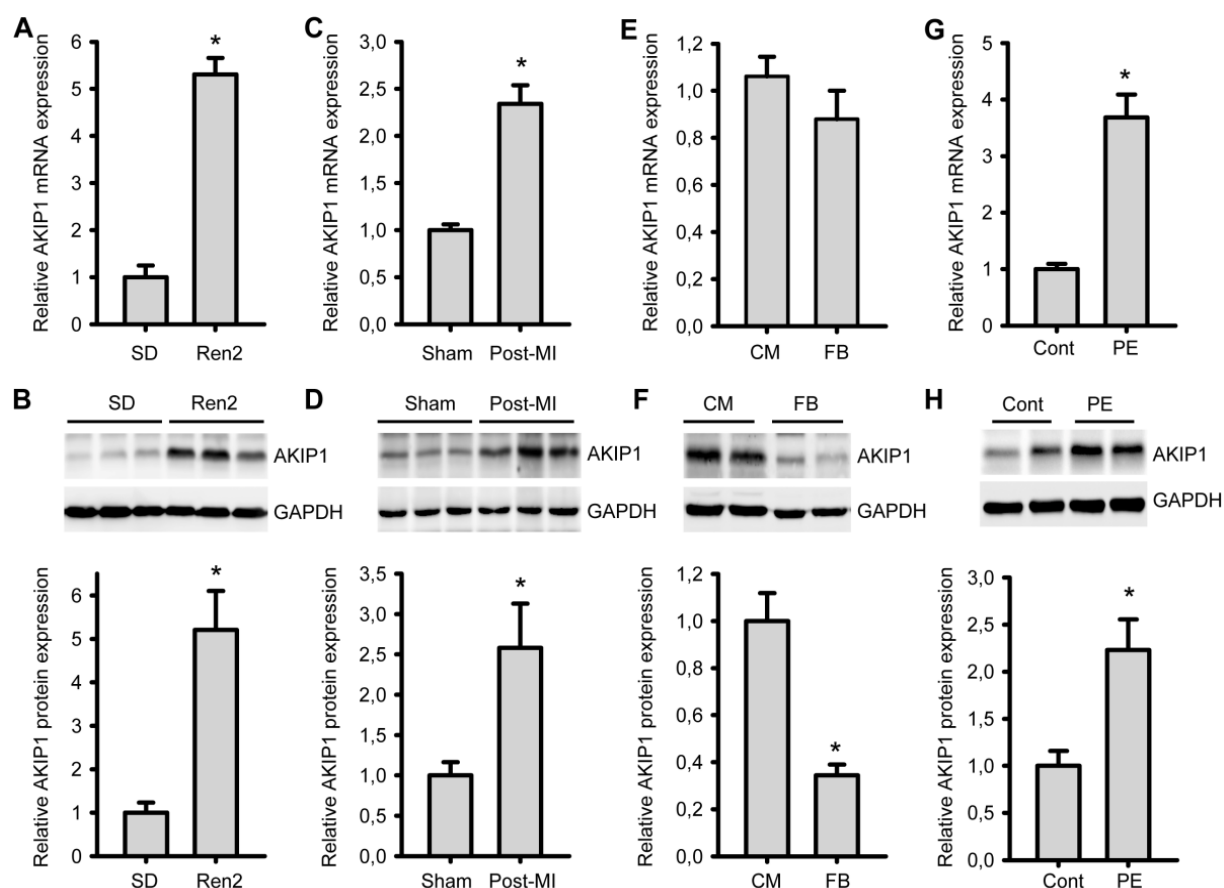 A
Relative AKIP1 mRNA expression
6
5
4
3
2
1
0
*
SD Ren2
C
Relative AKIP1 mRNA expression
3,0
2,5
2,0
1,5
1,0
0,5
0,0
*
Sham Post-MI
E
Relative AKIP1 mRNA expression
1,2
1,0
0,8
0,6
0,4
0,2
0,0
CM FB
G
Relative AKIP1 mRNA expression
5
4
3
2
1
0
*
Cont PE
B
SD Ren2
AKIP1
GAPDH
Relative AKIP1 protein expression
6
5
4
3
2
1
0
*
SD Ren2
D
Sham Post-MI
AKIP1
GAPDH
Relative AKIP1 protein expression
3,5
3,0
2,5
2,0
1,5
1,0
0,5
0,0
*
Sham Post-MI
F
CM FB
AKIP1
GAPDH
Relative AKIP1 protein expression
1,2
1,0
0,8
0,6
0,4
0,2
0,0
*
CM FB
H
Cont PE
AKIP1
GAPDH
Relative AKIP1 protein expression
3,0
2,5
2,0
1,5
1,0
0,5
0,0
*
Cont PE